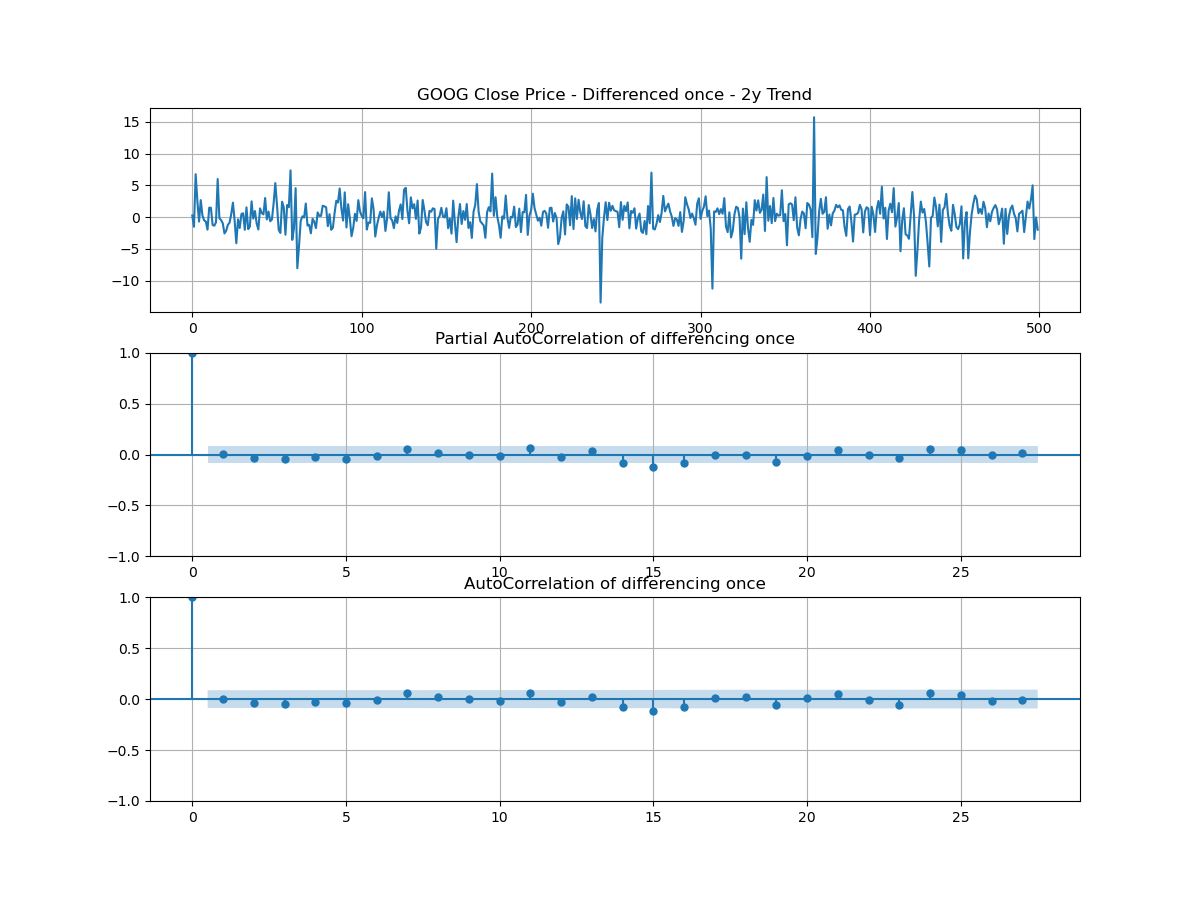 GOOG Close Price - Differenced once - 2y Trend
15
10
5
0
−5
−10
0 100 200 300 400 500
Partial AutoCorrelation of differencing once
1.0
0.5
0.0
−0.5
−1.0
0 5 10 15 20 25
AutoCorrelation of differencing once
1.0
0.5
0.0
−0.5
−1.0
0 5 10 15 20 25